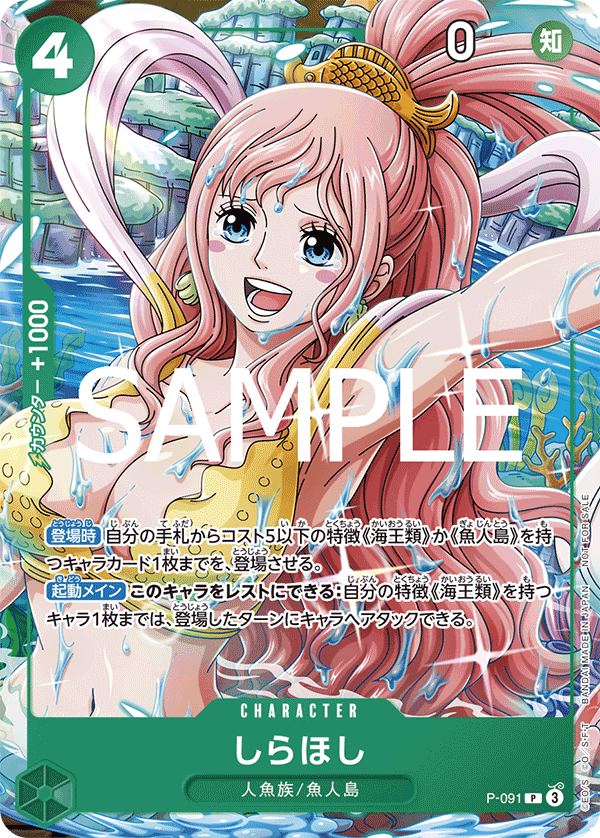 4
0
知
カウンター +1000
SAMPLE
登場時 自分の手札からコスト5以下の特徴《海王類》か《魚人島》を持
つキャラカード1枚までを、登場させる。
起動メイン このキャラをレストにできる：自分の特徴《海王類》を持つ
キャラ1枚までは、登場したターンにキャラへアタックできる。
CHARACTER
しらほし
人魚族/魚人島
P-091 P 3
BANDAI MADE IN JAPAN NOT FOR SALE